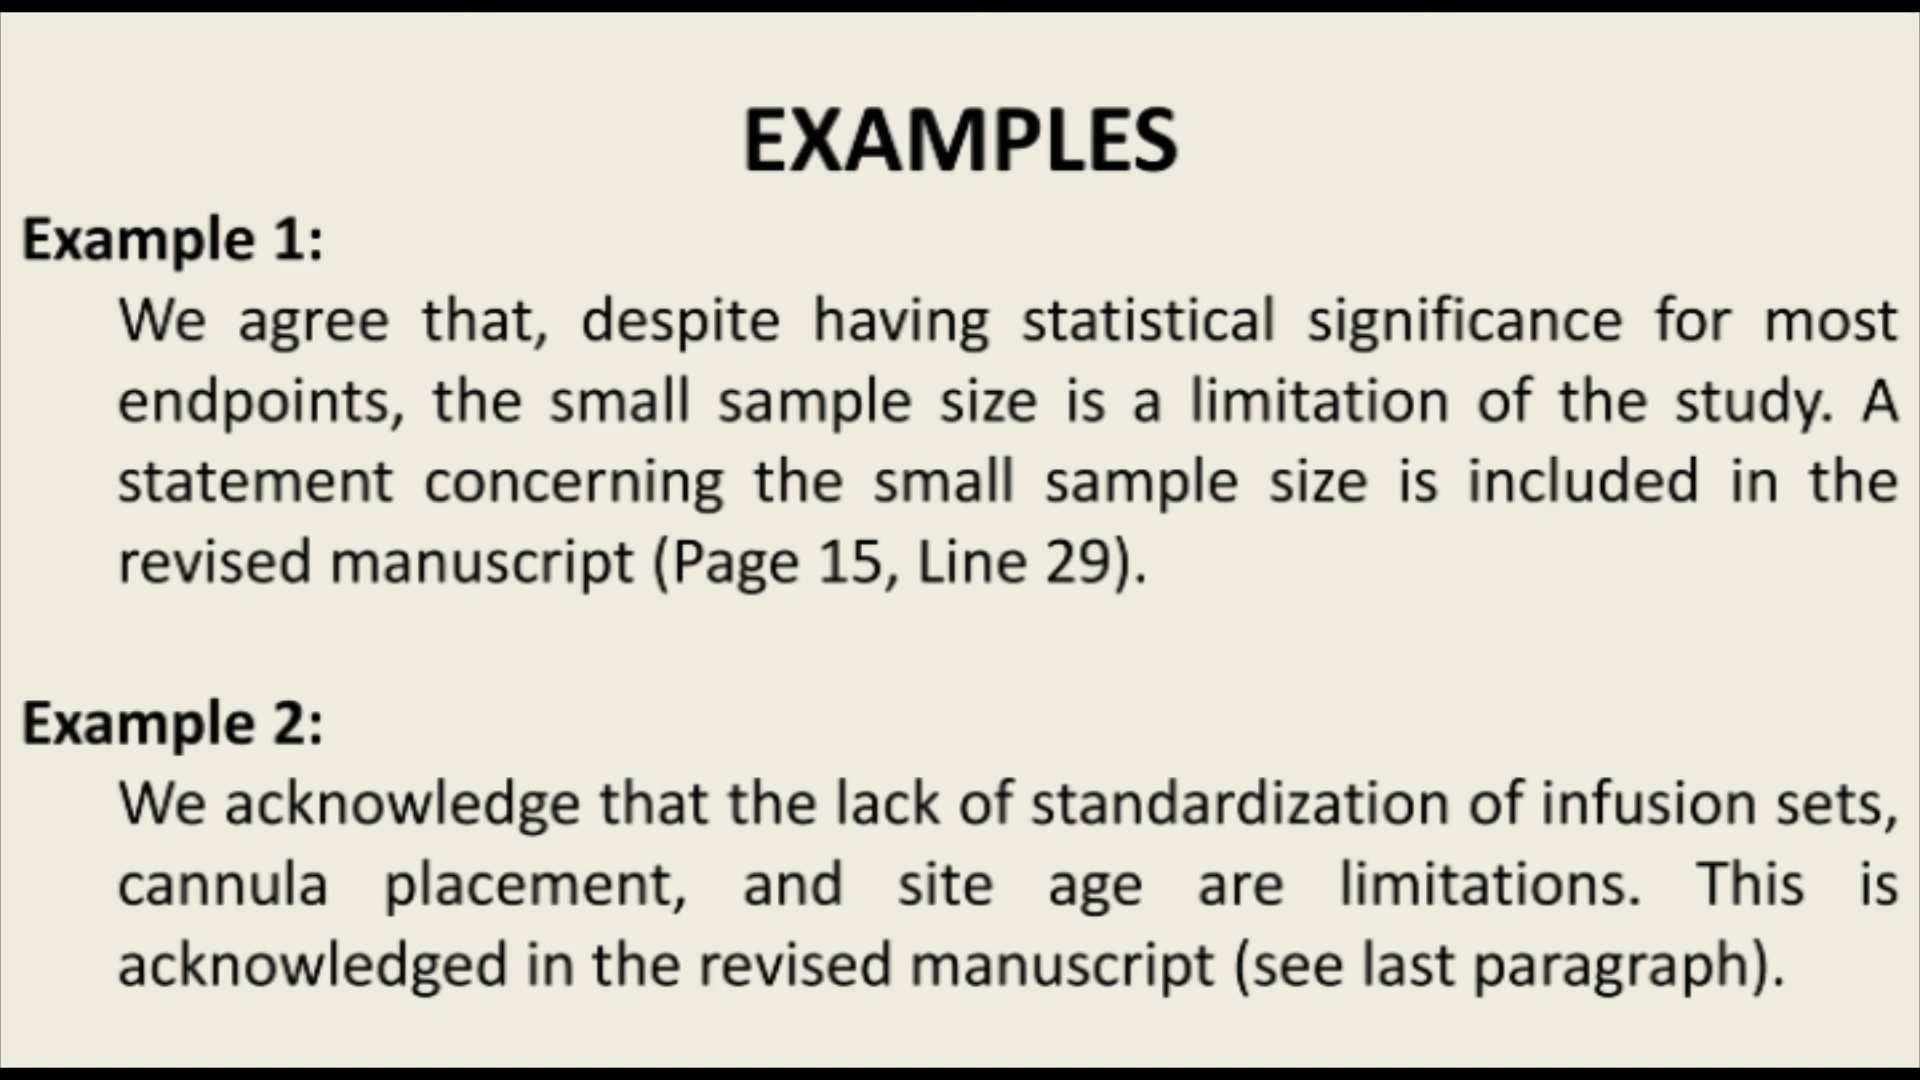 EXAMPLES
Example 1:
We agree that, despite having statistical significance for most
endpoints, the small sample size is a limitation of the study. A
statement concerning the small sample size is included in the
revised manuscript (Page 15, Line 29).
Example 2:
We acknowledge that the lack of standardization of infusion sets,
cannula placement, and site age are limitations. This is
acknowledged in the revised manuscript (see last paragraph).